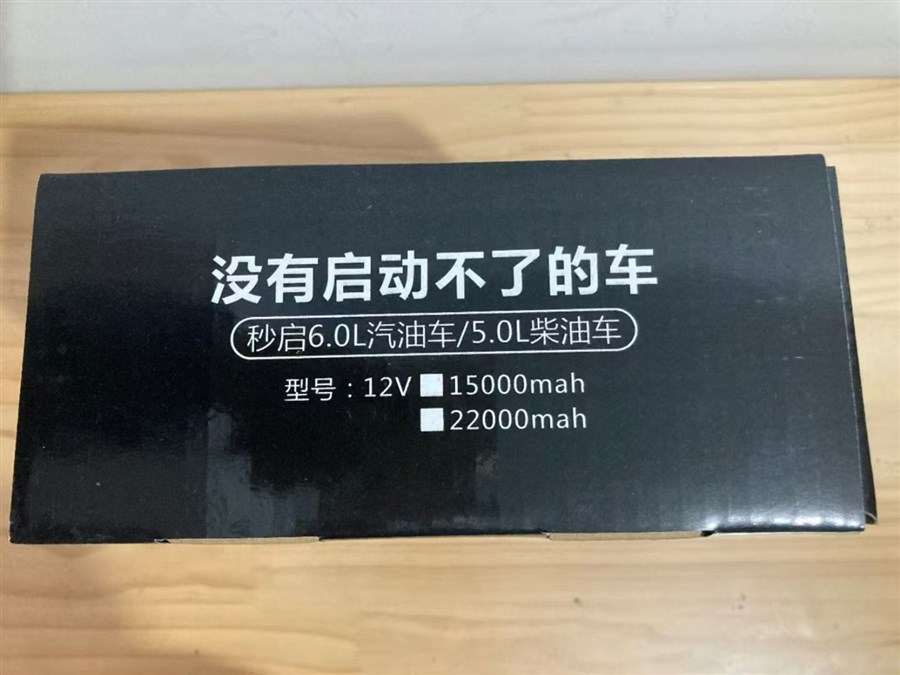 没有启动不了的车
秒启6.0L汽油车/5.0L柴油车
型号：12V 15000mah
22000mah